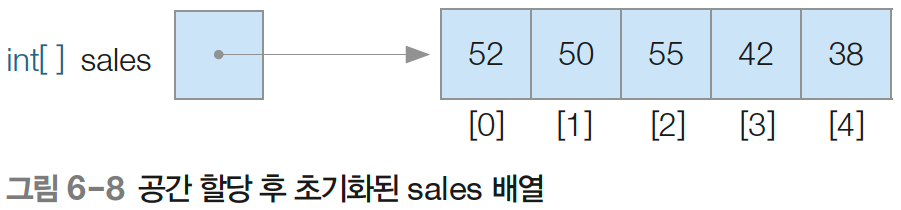 int[ ] sales 52 50 55 42 38
[0] [1] [2] [3] [4]
그림 6-8 공간 할당 후 초기화된 sales 배열